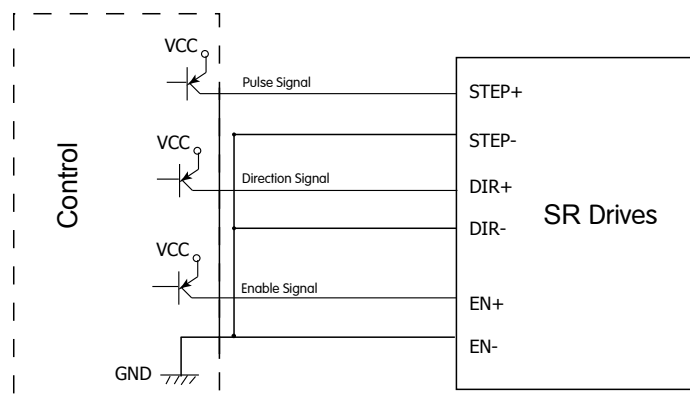 VCC
Pulse Signal
STEP+
STEP-
VCC
Direction Signal
DIR+
Control
SR Drives
DIR-
VCC
Enable Signal
EN+
EN-
GND